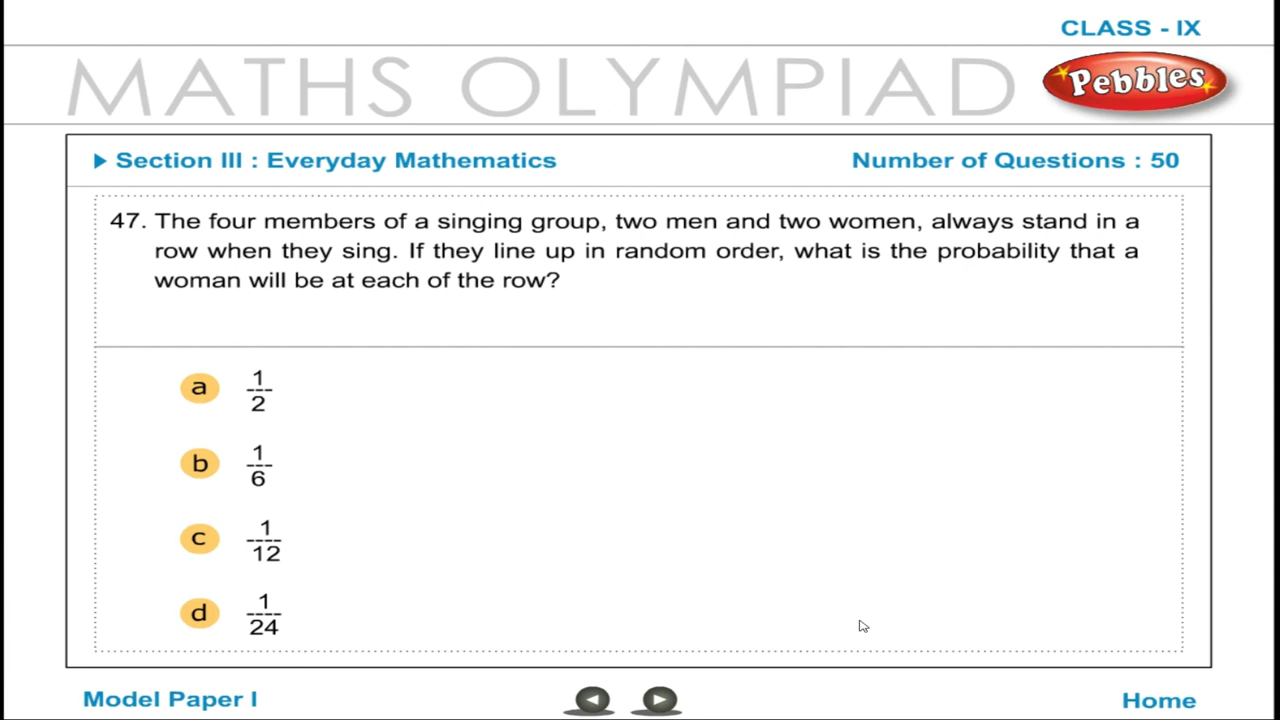 CLASS - IX
MATHS OLYMPIAD
Pebbles
Section III : Everyday Mathematics
Number of Questions : 50
47. The four members of a singing group, two men and two women, always stand in a
row when they sing. If they line up in random order, what is the probability that a
woman will be at each of the row?
a 1/2
b 1/6
c 1/12
d 1/24
Model Paper I
Home